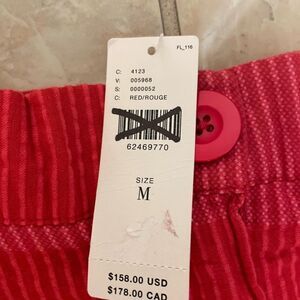 FL_116
C: 4123
V: 005968
S: 0000052
C: RED/ROUGE
62469770
SIZE
M
$158.00 USD
$178.00 CAD